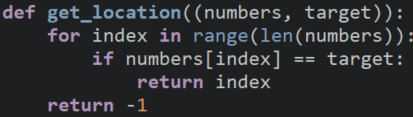 def get_location((numbers, target)):
    for index in range(len(numbers)):
        if numbers[index] == target:
            return index
    return -1